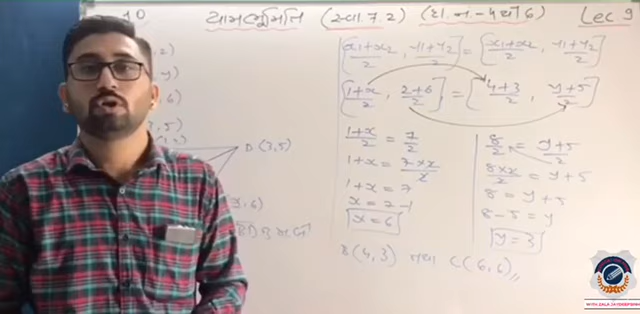 10 યામભૂમિતિ (સ્વા. 7.2) (દા.ન. - 4થી 6) Lec 9
(x₁+x₂/2, y₁+y₂/2) = (x₁+x₂/2, y₁+y₂/2)
(1+x/2, 2+6/2) = (4+3/2, y+5/2)
1+x/2 = 7/2
1+x = 7×2/2
1+x = 7
x = 7-1
x = 6
8/2 = y+5/2
8×2/2 = y+5
8 = y+5
8-5 = y
y = 3
B(4,3) તથા C(6,6)
D(3,5)